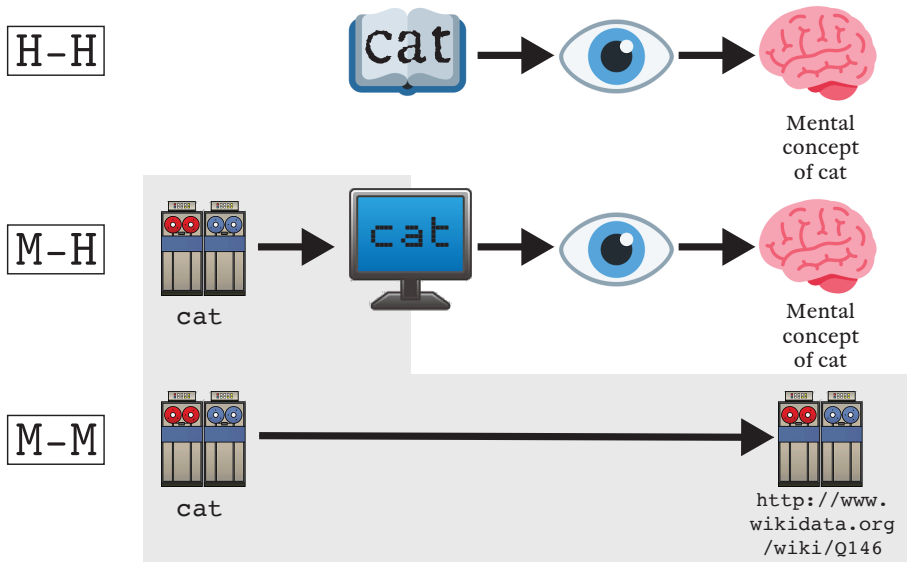 H-H
cat
Mental
concept
of cat
M-H
cat
cat
Mental
concept
of cat
M-M
cat
http://www.
wikidata.org
/wiki/Q146